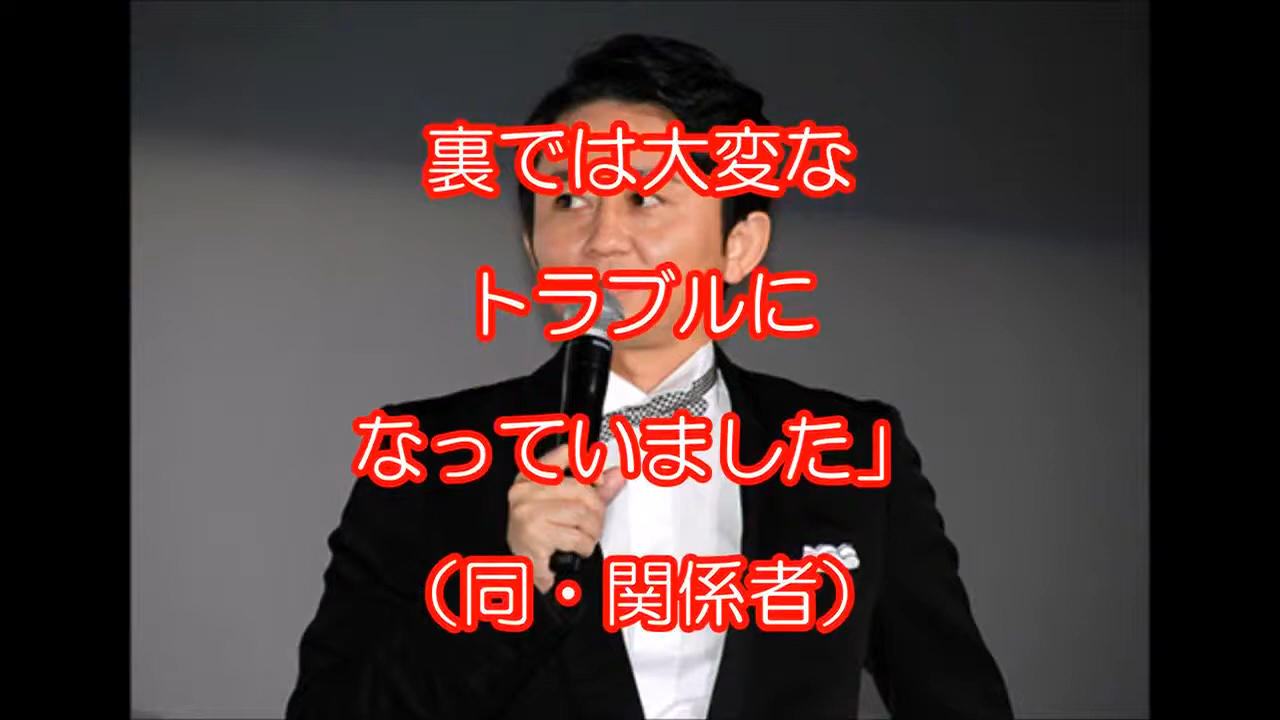 裏では大変な
トラブルに
なっていました」
（同・関係者）